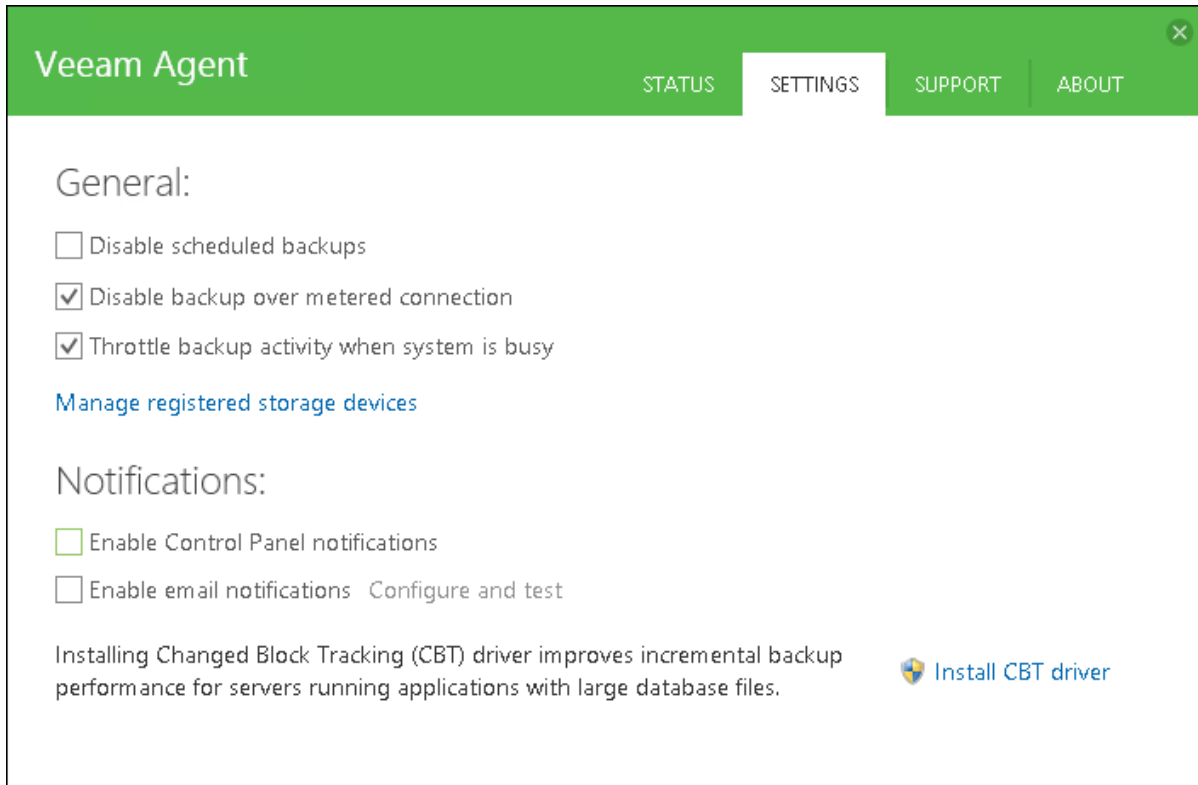 Veeam Agent
STATUS
SETTINGS
SUPPORT
ABOUT
General:
Disable scheduled backups
Disable backup over metered connection
Throttle backup activity when system is busy
Manage registered storage devices
Notifications:
Enable Control Panel notifications
Enable email notifications Configure and test
Installing Changed Block Tracking (CBT) driver improves incremental backup
performance for servers running applications with large database files.
Install CBT driver